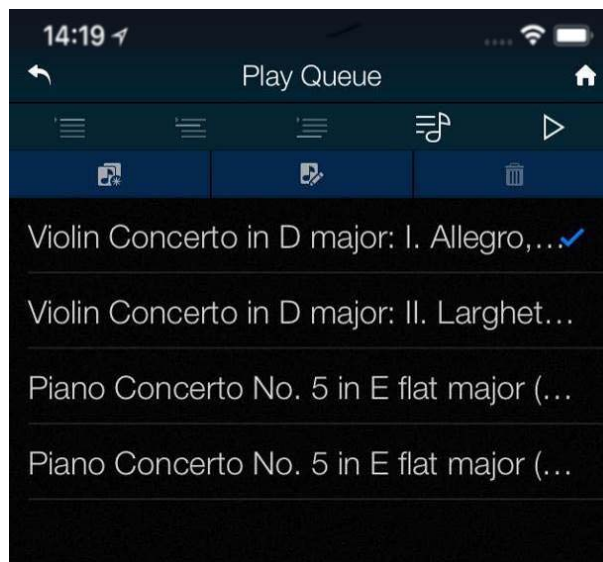 14:19
Play Queue
Violin Concerto in D major: I. Allegro,...
Violin Concerto in D major: II. Larghet...
Piano Concerto No. 5 in E flat major (...
Piano Concerto No. 5 in E flat major (...